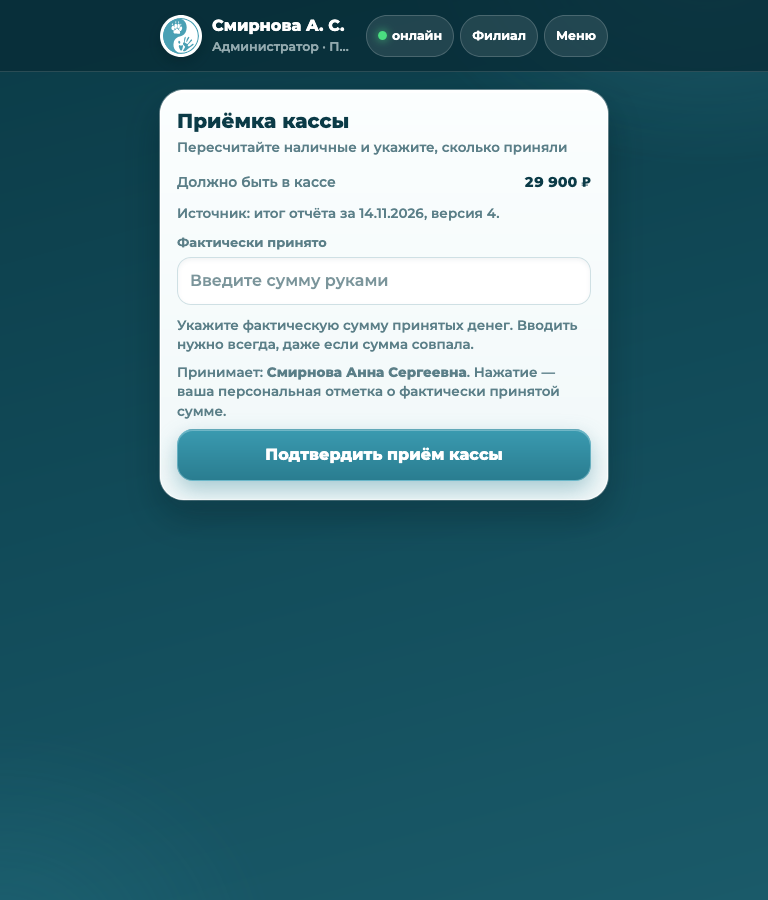 Смирнова А. С.
Администратор · П...
онлайн
Филиал
Меню
Приёмка кассы
Пересчитайте наличные и укажите, сколько приняли
Должно быть в кассе 29 900 ₽
Источник: итог отчёта за 14.11.2026, версия 4.
Фактически принято
Введите сумму руками
Укажите фактическую сумму принятых денег. Вводить
нужно всегда, даже если сумма совпала.
Принимает: Смирнова Анна Сергеевна. Нажатие —
ваша персональная отметка о фактически принятой
сумме.
Подтвердить приём кассы